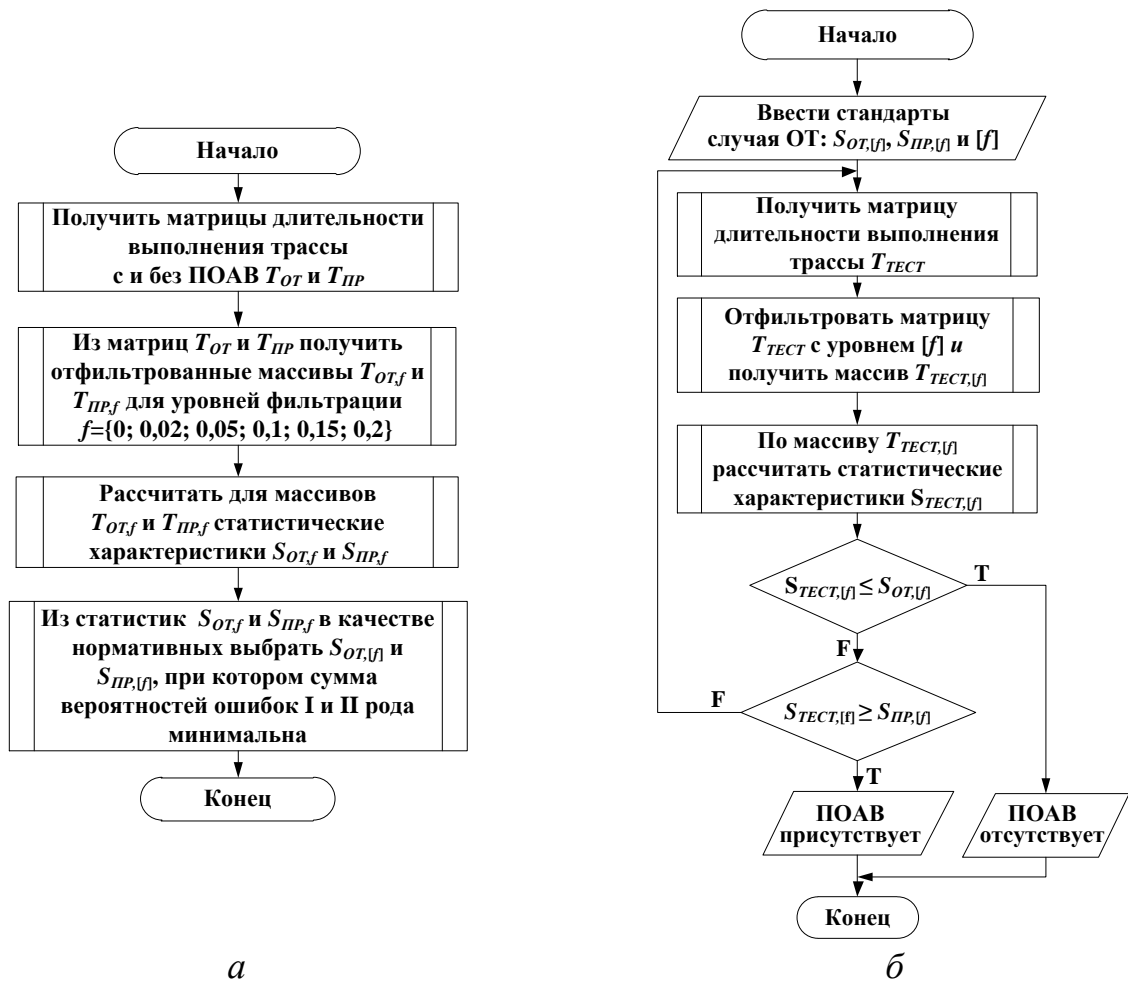 Начало
Получить матрицы длительности
выполнения трассы
с и без ПОАВ T_ОТ и T_ПР
Из матриц T_ОТ и T_ПР получить
отфильтрованные массивы T_ОТ,f и
T_ПР,f для уровней фильтрации
f={0; 0,02; 0,05; 0,1; 0,15; 0,2}
Рассчитать для массивов
T_ОТ,f и T_ПР,f статистические
характеристики S_ОТ,f и S_ПР,f
Из статистик S_ОТ,f и S_ПР,f в качестве
нормативных выбрать S_ОТ,[f] и
S_ПР,[f], при котором сумма
вероятностей ошибок I и II рода
минимальна
Конец
а
Начало
Ввести стандарты
случая ОТ: S_ОТ,[f], S_ПР,[f] и [f]
Получить матрицу
длительности выполнения
трассы T_ТЕСТ
Отфильтровать матрицу
T_ТЕСТ с уровнем [f] и
получить массив T_ТЕСТ,[f]
По массиву T_ТЕСТ,[f]
рассчитать статистические
характеристики S_ТЕСТ,[f]
S_ТЕСТ,[f] ≤ S_ОТ,[f]
T
F
S_ТЕСТ,[f] ≥ S_ПР,[f]
F
T
ПОАВ
присутствует
ПОАВ
отсутствует
Конец
б